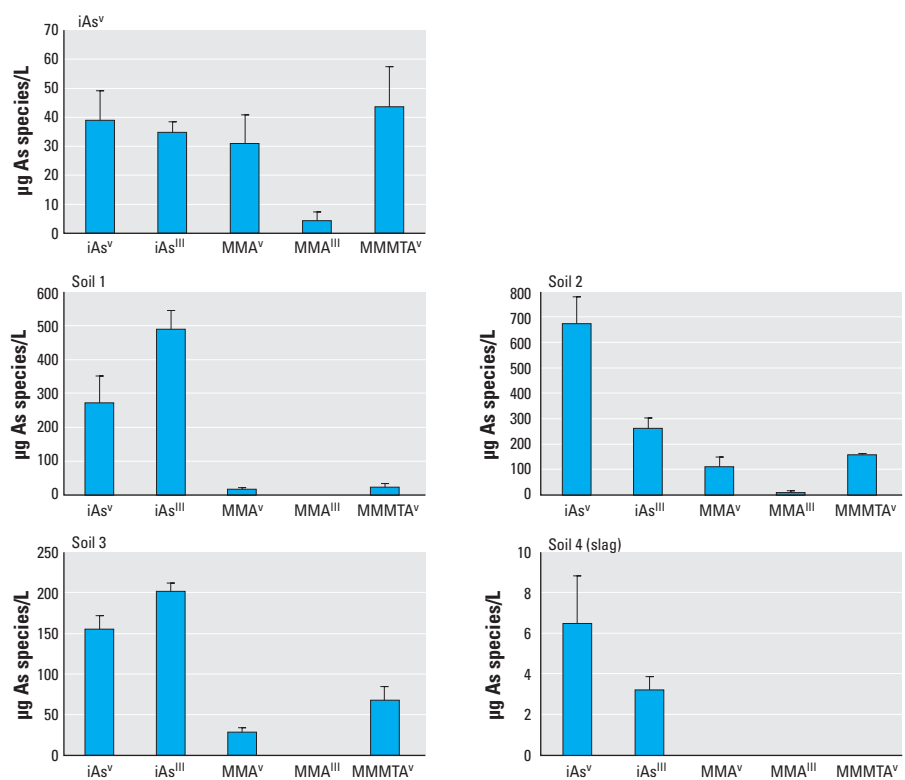 iAsᵛ
µg As species/L
70
60
50
40
30
20
10
0
iAsᵛ iAsᴵᴵᴵ MMAᵛ MMAᴵᴵᴵ MMMTAᵛ
Soil 1
µg As species/L
600
500
400
300
200
100
0
iAsᵛ iAsᴵᴵᴵ MMAᵛ MMAᴵᴵᴵ MMMTAᵛ
Soil 2
µg As species/L
800
700
600
500
400
300
200
100
0
iAsᵛ iAsᴵᴵᴵ MMAᵛ MMAᴵᴵᴵ MMMTAᵛ
Soil 3
µg As species/L
250
200
150
100
50
0
iAsᵛ iAsᴵᴵᴵ MMAᵛ MMAᴵᴵᴵ MMMTAᵛ
Soil 4 (slag)
µg As species/L
10
8
6
4
2
0
iAsᵛ iAsᴵᴵᴵ MMAᵛ MMAᴵᴵᴵ MMMTAᵛ